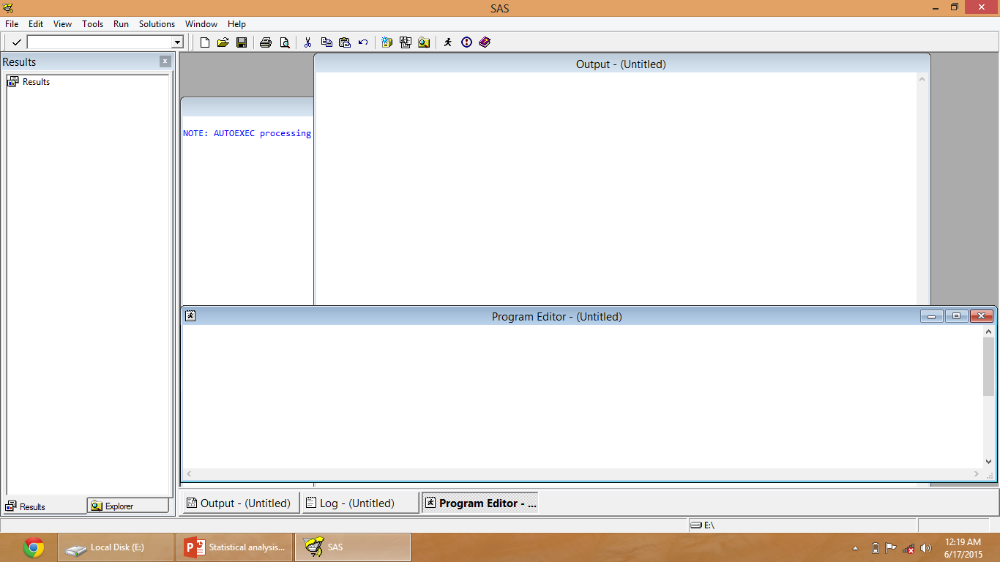 SAS
File Edit View Tools Run Solutions Window Help
Results
Results
Output - (Untitled)
NOTE: AUTOEXEC processing
Program Editor - (Untitled)
Results Explorer
Output - (Untitled) Log - (Untitled) Program Editor - ...
E:\
Local Disk (E:) Statistical analysis... SAS
12:19 AM
6/17/2015